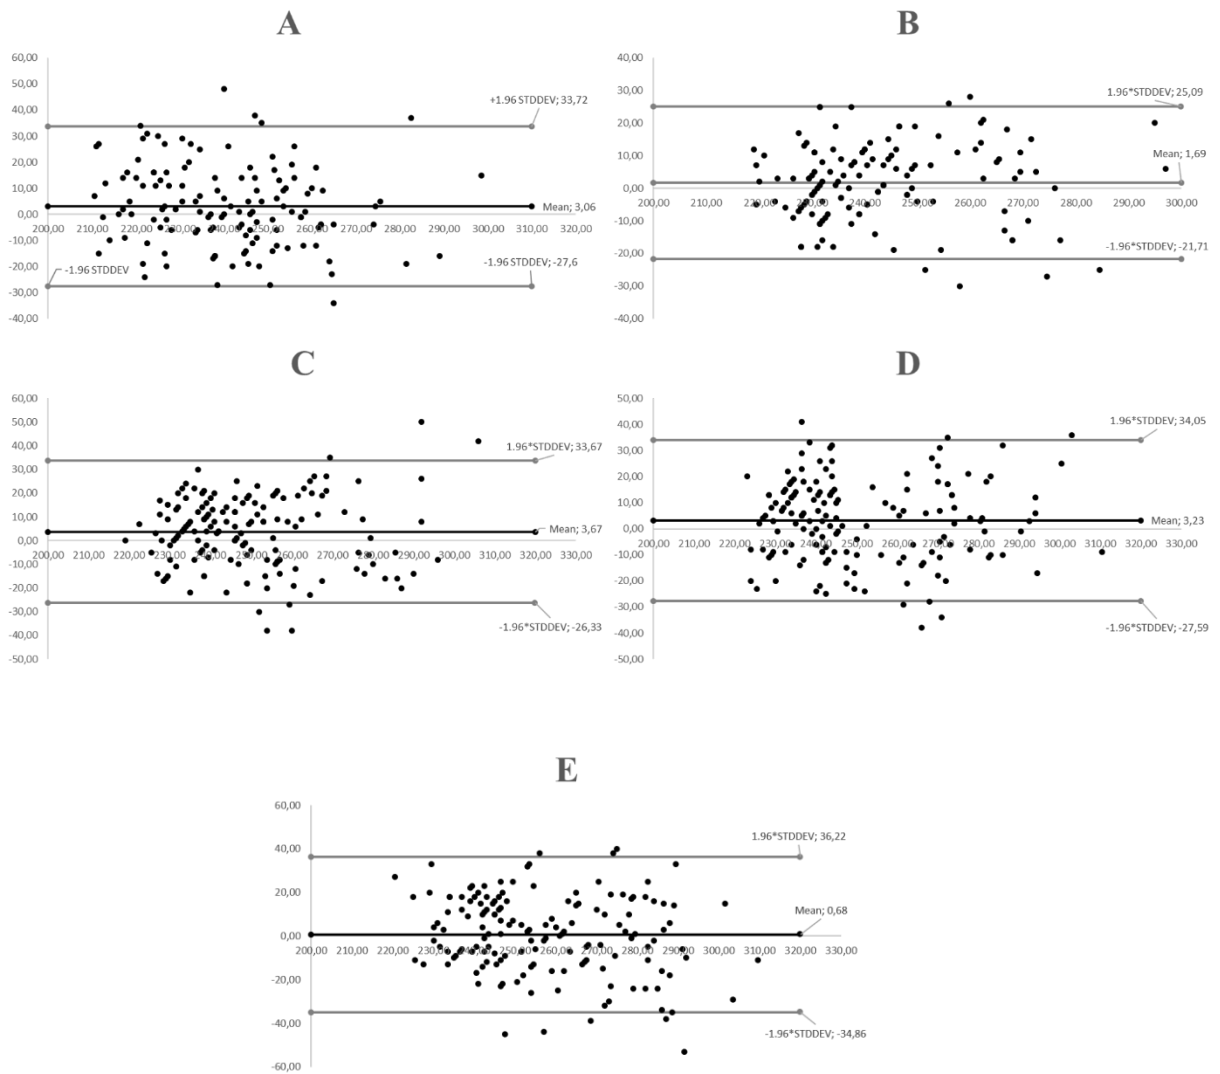 A
60,00
50,00
40,00
+1.96 STDDEV; 33,72
30,00
20,00
10,00
Mean; 3,06
0,00
200,00 210,00 220,00 230,00 240,00 250,00 260,00 270,00 280,00 290,00 300,00 310,00 320,00
-10,00
-1.96 STDDEV
-1.96 STDDEV; -27,6
-20,00
-30,00
-40,00
B
40,00
30,00
1.96*STDDEV; 25,09
20,00
10,00
Mean; 1,69
0,00
200,00 210,00 220,00 230,00 240,00 250,00 260,00 270,00 280,00 290,00 300,00
-10,00
-1.96*STDDEV; -21,71
-20,00
-30,00
-40,00
C
60,00
50,00
40,00
1.96*STDDEV; 33,67
30,00
20,00
10,00
Mean; 3,67
0,00
200,00 210,00 220,00 230,00 240,00 250,00 260,00 270,00 280,00 290,00 300,00 310,00 320,00 330,00
-10,00
-20,00
-30,00
-1.96*STDDEV; -26,33
-40,00
-50,00
D
50,00
40,00
1.96*STDDEV; 34,05
30,00
20,00
10,00
Mean; 3,23
0,00
200,00 210,00 220,00 230,00 240,00 250,00 260,00 270,00 280,00 290,00 300,00 310,00 320,00 330,00
-10,00
-20,00
-30,00
-1.96*STDDEV; -27,59
-40,00
-50,00
E
60,00
1.96*STDDEV; 36,22
40,00
20,00
Mean; 0,68
0,00
200,00 210,00 220,00 230,00 240,00 250,00 260,00 270,00 280,00 290,00 300,00 310,00 320,00 330,00
-20,00
-40,00
-1.96*STDDEV; -34,86
-60,00